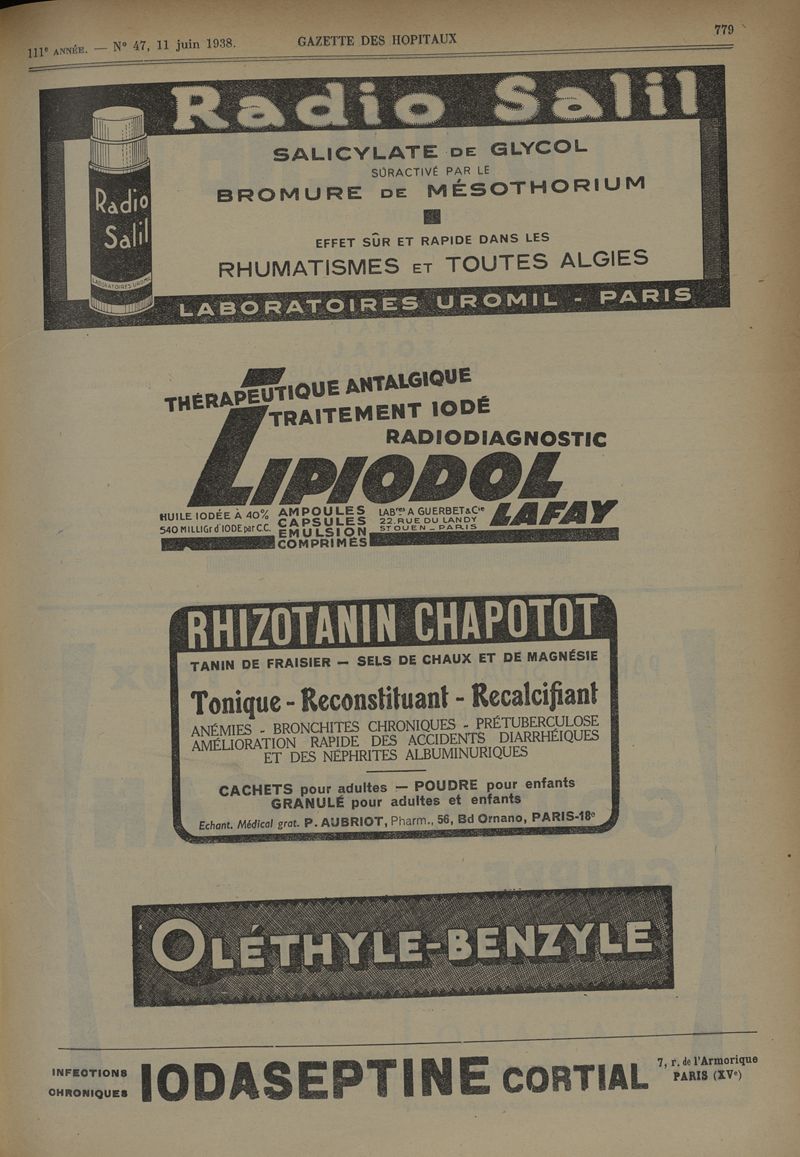 111e ANNÉE. — N° 47, 11 juin 1938.
GAZETTE DES HOPITAUX
779
Radio Salil
SALICYLATE DE GLYCOL
SURACTIVÉ PAR LE
BROMURE DE MÉSOTHORIUM
EFFET SÛR ET RAPIDE DANS LES
RHUMATISMES ET TOUTES ALGIES
LABORATOIRES UROMIL - PARIS
Radio
Salil
LABORATOIRES UROMIL
THÉRAPEUTIQUE ANTALGIQUE
TRAITEMENT IODÉ
RADIODIAGNOSTIC
LIPIODOL
LAFAY
HUILE IODÉE À 40%
540 MILLIGr d'IODE par C.C.
AMPOULES
CAPSULES
EMULSION
COMPRIMÉS
LABres A GUERBET & Cie
22. RUE DU LANDY
ST OUEN - PARIS
RHIZOTANIN CHAPOTOT
TANIN DE FRAISIER — SELS DE CHAUX ET DE MAGNÉSIE
Tonique - Reconstituant - Recalcifiant
ANÉMIES - BRONCHITES CHRONIQUES - PRÉTUBERCULOSE
AMÉLIORATION RAPIDE DES ACCIDENTS DIARRHÉIQUES
ET DES NÉPHRITES ALBUMINURIQUES
CACHETS pour adultes — POUDRE pour enfants
GRANULÉ pour adultes et enfants
Echant. Médical grat. P. AUBRIOT, Pharm., 56, Bd Ornano, PARIS-18e
OLÉTHYLE-BENZYLE
INFECTIONS
CHRONIQUES
IODASEPTINE CORTIAL
7, r. de l'Armorique
PARIS (XVe)